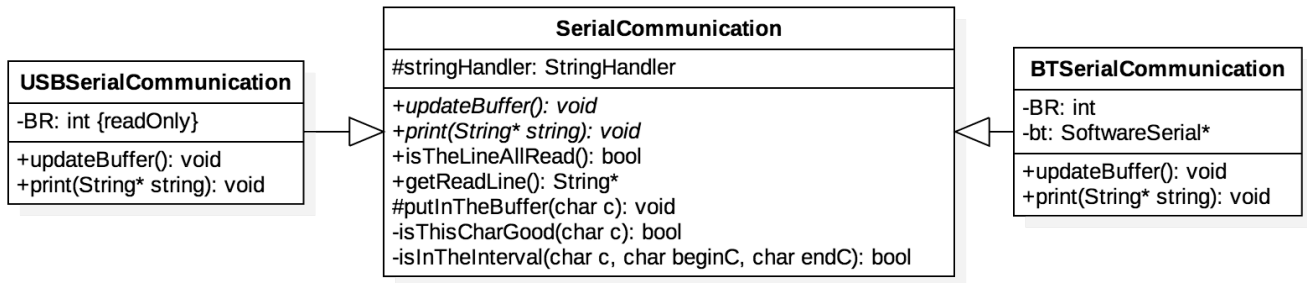 USBSerialCommunication
-BR: int {readOnly}
+updateBuffer(): void
+print(String* string): void
SerialCommunication
#stringHandler: StringHandler
+updateBuffer(): void
+print(String* string): void
+isTheLineAllRead(): bool
+getReadLine(): String*
#putInTheBuffer(char c): void
-isThisCharGood(char c): bool
-isInTheInterval(char c, char beginC, char endC): bool
BTSerialCommunication
-BR: int
-bt: SoftwareSerial*
+updateBuffer(): void
+print(String* string): void